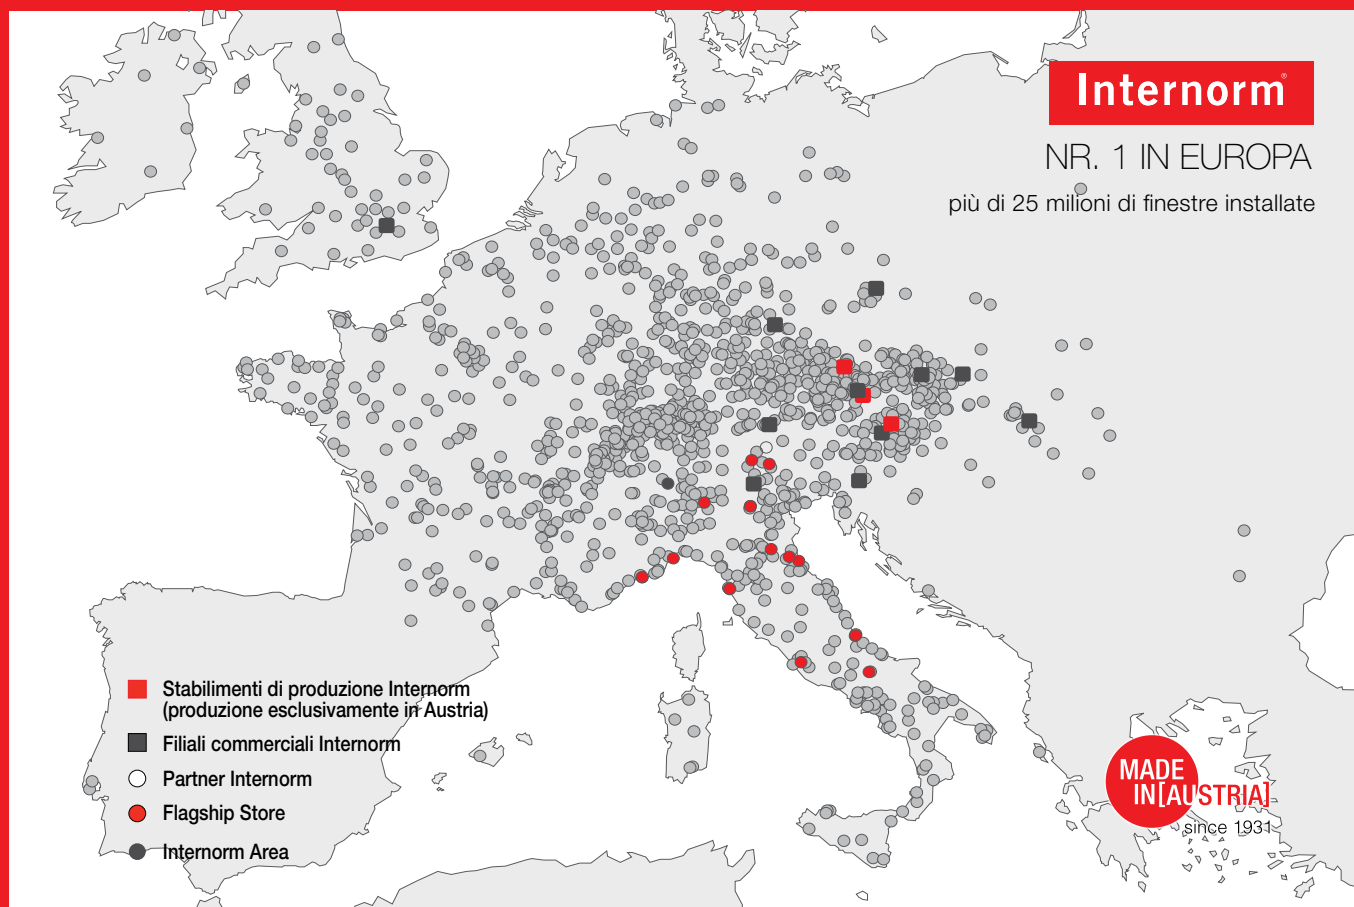 Internorm®
NR. 1 IN EUROPA
più di 25 milioni di finestre installate
Stabilimenti di produzione Internorm
(produzione esclusivamente in Austria)
Filiali commerciali Internorm
Partner Internorm
Flagship Store
Internorm Area
MADE
IN[AUSTRIA]
since 1931